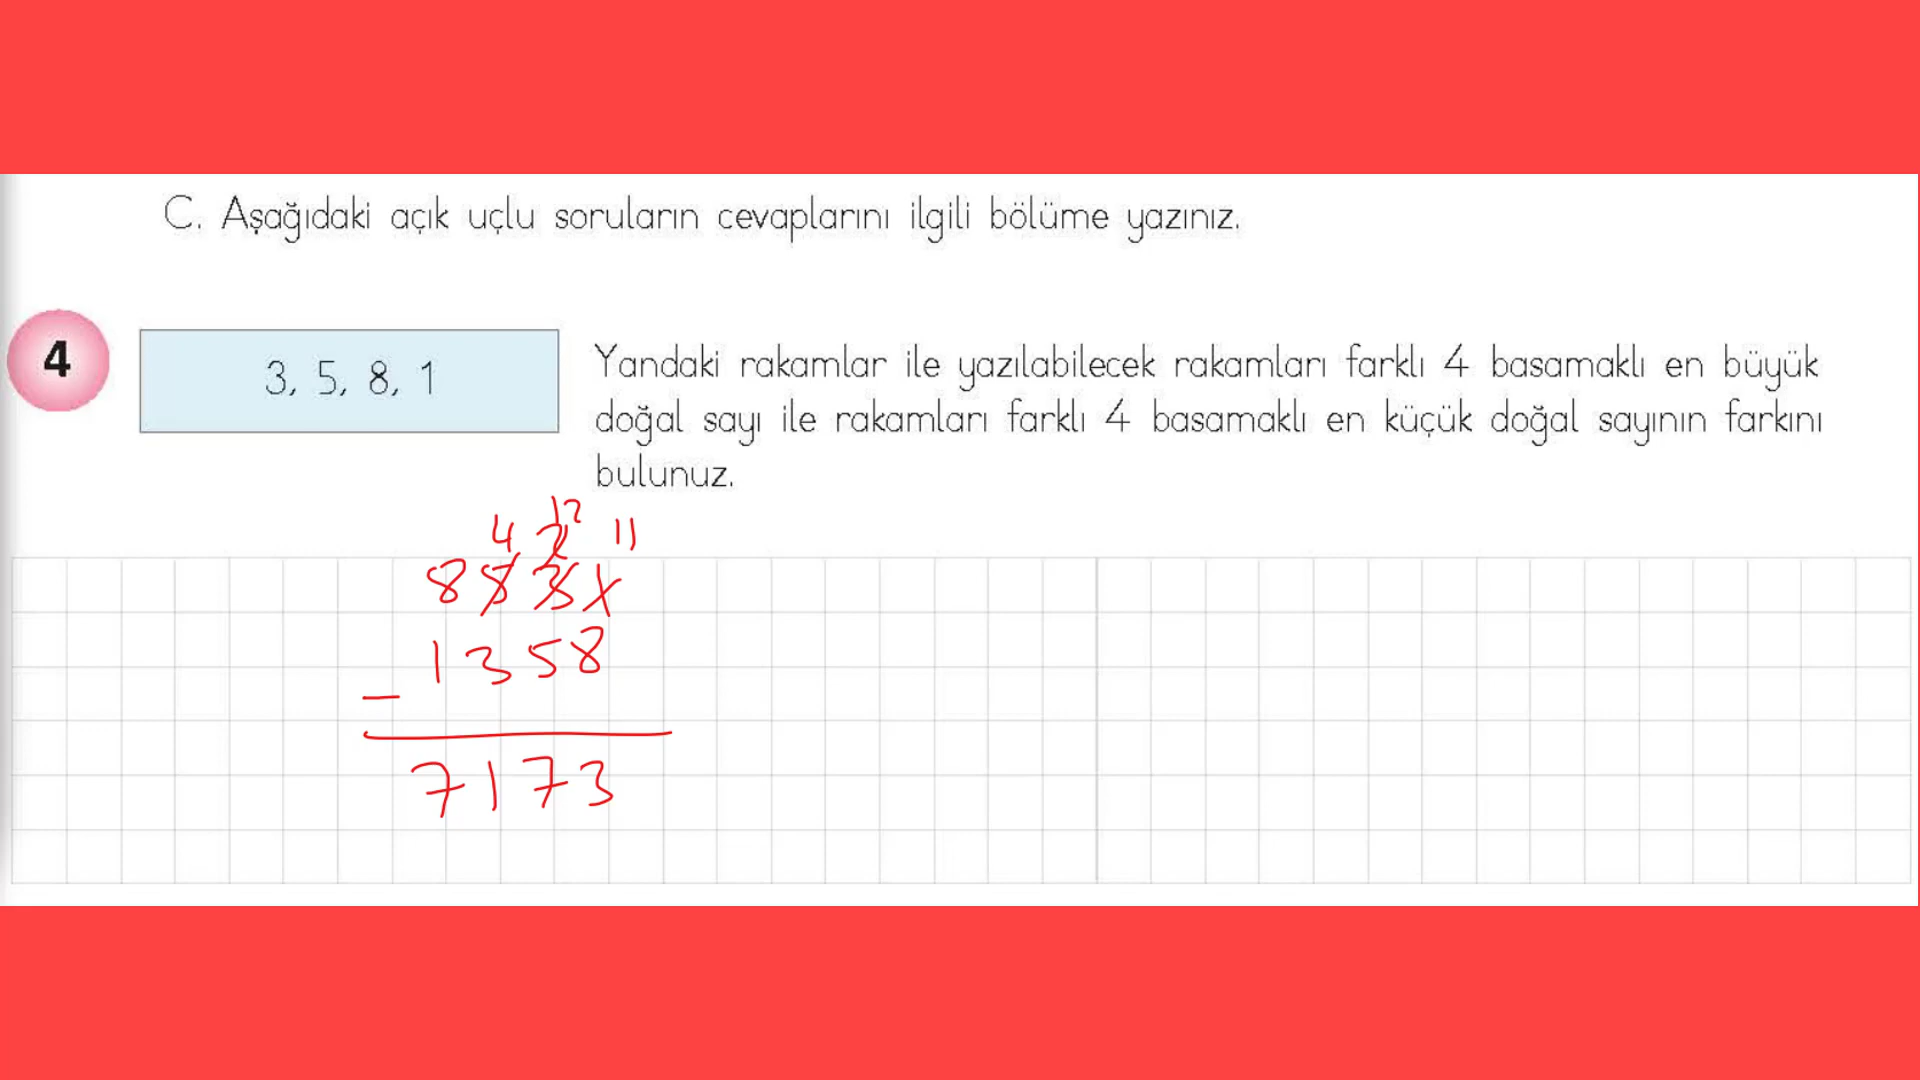 C. Aşağıdaki açık uçlu soruların cevaplarını ilgili bölüme yazınız.
4
3, 5, 8, 1
Yandaki rakamlar ile yazılabilecek rakamları farklı 4 basamaklı en büyük
doğal sayı ile rakamları farklı 4 basamaklı en küçük doğal sayının farkını
bulunuz.
12
4 2 11
8531
1358
–
7173